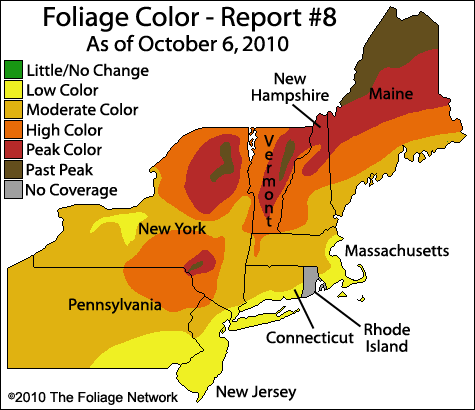 Foliage Color - Report #8
As of October 6, 2010
Little/No Change
Low Color
Moderate Color
High Color
Peak Color
Past Peak
No Coverage
New
Hampshire
Maine
Vermont
New York
Massachusetts
Pennsylvania
Connecticut
Rhode
Island
New Jersey
©2010 The Foliage Network